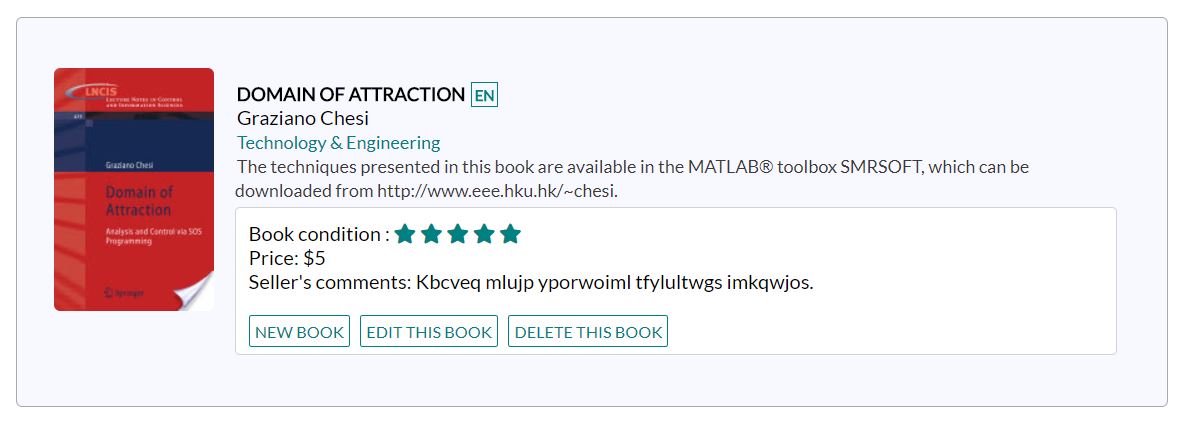 LNCIS
LECTURE NOTES IN CONTROL
AND INFORMATION SCIENCES
Graziano Chesi
Domain of
Attraction
Analysis and Control via SOS
Programming
Springer
DOMAIN OF ATTRACTION EN
Graziano Chesi
Technology & Engineering
The techniques presented in this book are available in the MATLAB® toolbox SMRSOFT, which can be
downloaded from http://www.eee.hku.hk/~chesi.
Book condition :
Price: $5
Seller's comments: Kbcveq mlujp yporwoiml tfylultwgs imkqwjos.
NEW BOOK EDIT THIS BOOK DELETE THIS BOOK